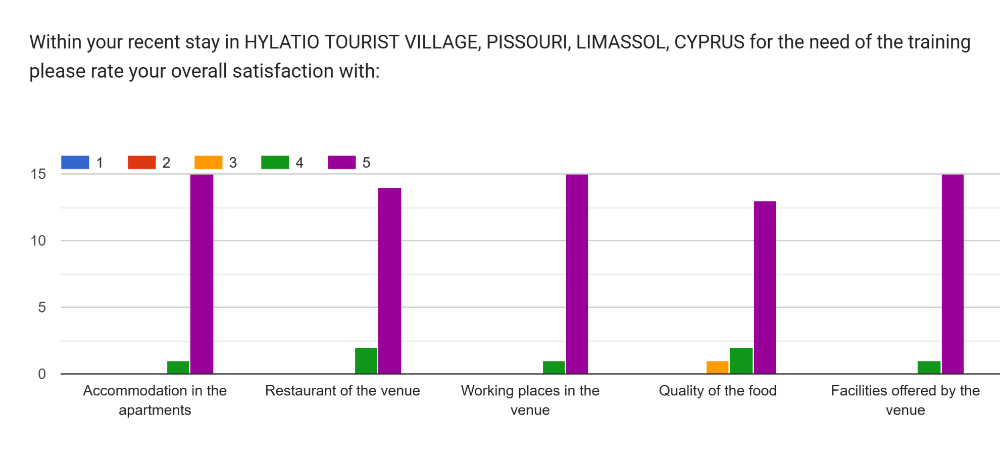 Within your recent stay in HYLATIO TOURIST VILLAGE, PISSOURI, LIMASSOL, CYPRUS for the need of the training
please rate your overall satisfaction with:
1 2 3 4 5
15
10
5
0
Accommodation in the
apartments
Restaurant of the venue
Working places in the
venue
Quality of the food
Facilities offered by the
venue